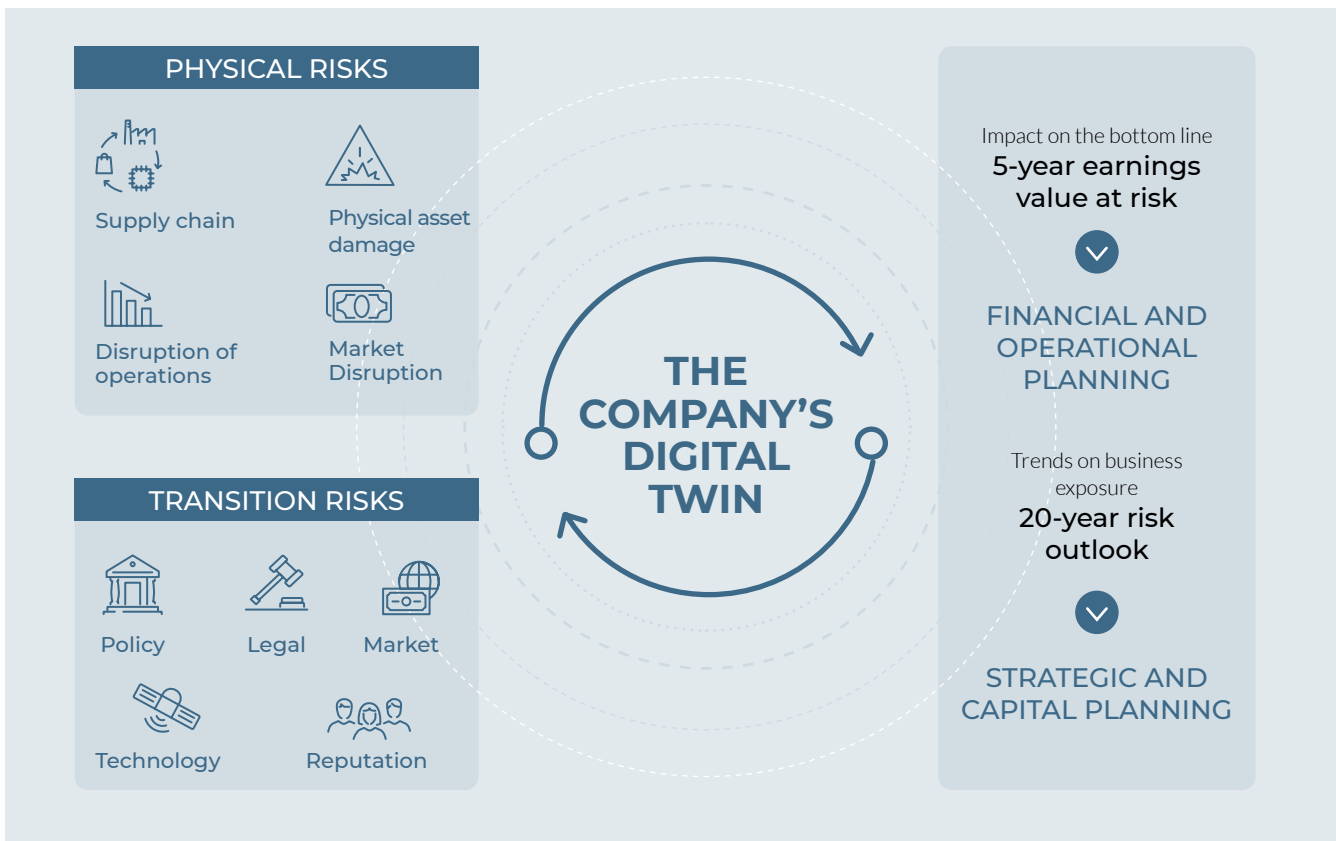 PHYSICAL RISKS
Supply chain
Physical asset
damage
Disruption of
operations
Market
Disruption
TRANSITION RISKS
Policy
Legal
Market
Technology
Reputation
THE
COMPANY’S
DIGITAL
TWIN
Impact on the bottom line
5-year earnings
value at risk
FINANCIAL AND
OPERATIONAL
PLANNING
Trends on business
exposure
20-year risk
outlook
STRATEGIC AND
CAPITAL PLANNING